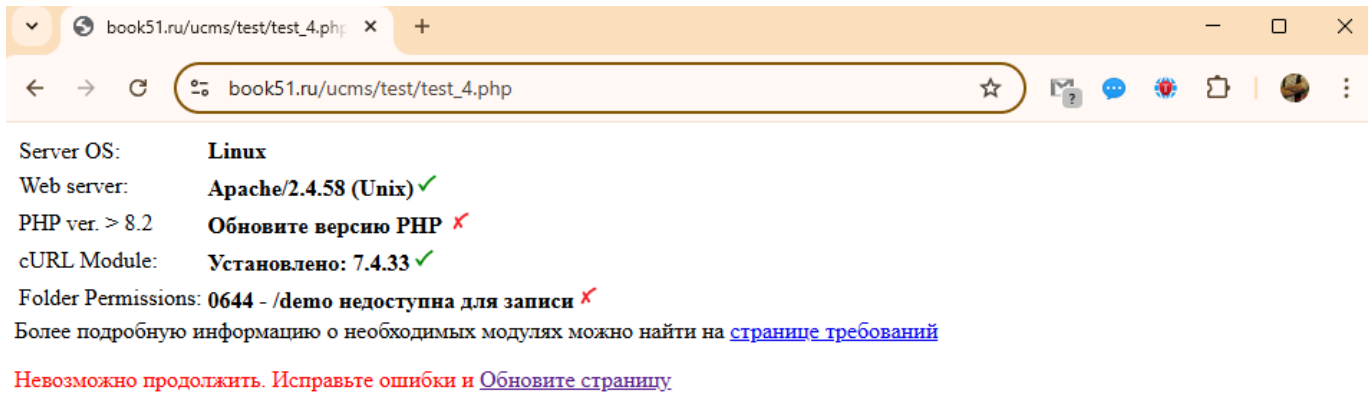 book51.ru/ucms/test/test_4.php
book51.ru/ucms/test/test_4.php
?
Server OS: Linux
Web server: Apache/2.4.58 (Unix) ✓
PHP ver. > 8.2 Обновите версию PHP ✗
cURL Module: Установлено: 7.4.33 ✓
Folder Permissions: 0644 - /demo недоступна для записи ✗
Более подробную информацию о необходимых модулях можно найти на странице требований
Невозможно продолжить. Исправьте ошибки и Обновите страницу